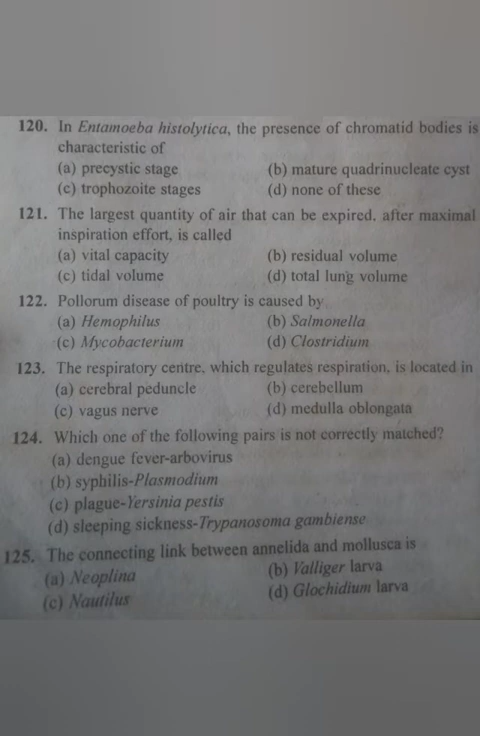 120. In Entamoeba histolytica, the presence of chromatid bodies is
characteristic of
(a) precystic stage (b) mature quadrinucleate cyst
(c) trophozoite stages (d) none of these
121. The largest quantity of air that can be expired, after maximal
inspiration effort, is called
(a) vital capacity (b) residual volume
(c) tidal volume (d) total lung volume
122. Pollorum disease of poultry is caused by
(a) Hemophilus (b) Salmonella
(c) Mycobacterium (d) Clostridium
123. The respiratory centre, which regulates respiration, is located in
(a) cerebral peduncle (b) cerebellum
(c) vagus nerve (d) medulla oblongata
124. Which one of the following pairs is not correctly matched?
(a) dengue fever-arbovirus
(b) syphilis-Plasmodium
(c) plague-Yersinia pestis
(d) sleeping sickness-Trypanosoma gambiense
125. The connecting link between annelida and mollusca is
(a) Neoplina (b) Valliger larva
(c) Nautilus (d) Glochidium larva